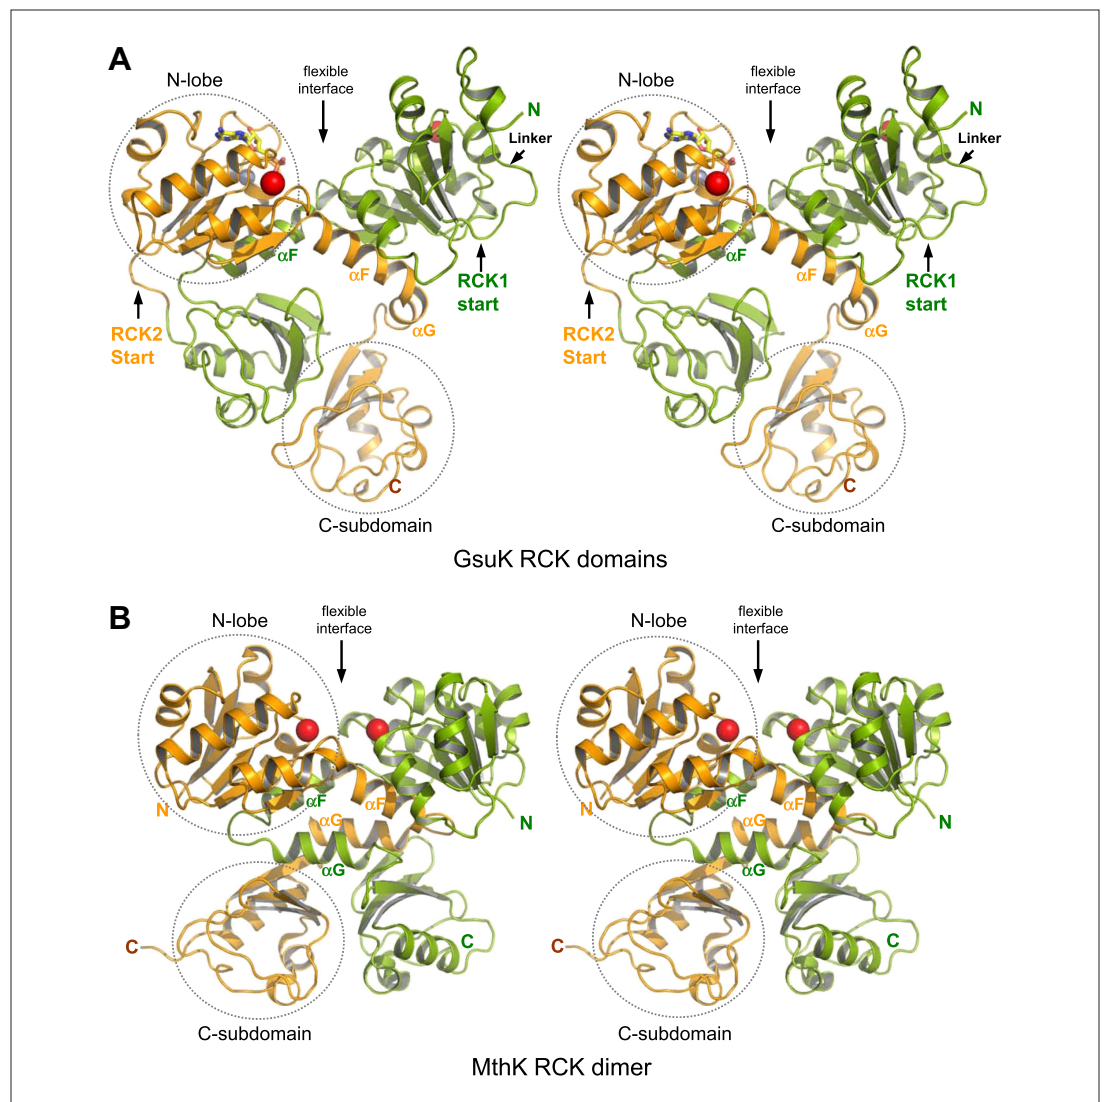 A
N-lobe
flexible
interface
N
Linker
αF
αF
RCK1
start
RCK2
Start
αG
C
C-subdomain
N-lobe
flexible
interface
N
Linker
αF
αF
RCK1
start
RCK2
Start
αG
C
C-subdomain
GsuK RCK domains
B
N-lobe
flexible
interface
N
αF
αF
αG
N
αG
C
C
C-subdomain
N-lobe
flexible
interface
N
αF
αF
αG
N
αG
C
C
C-subdomain
MthK RCK dimer